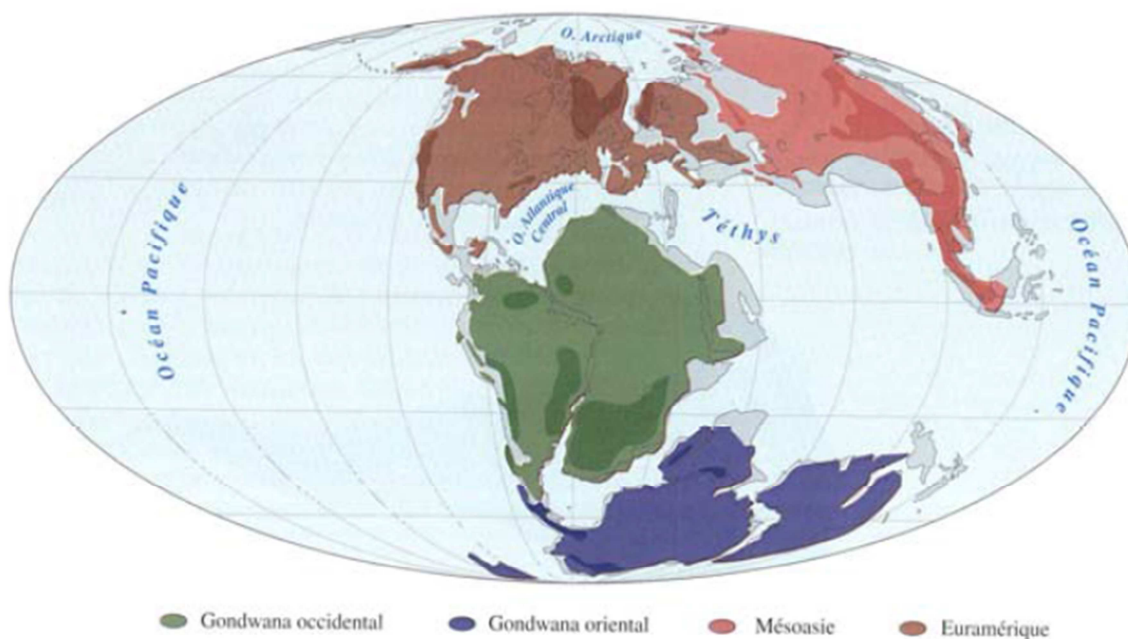 O. Arctique
Océan Pacifique
O. Atlantique
Central
Téthys
Océan Pacifique
Gondwana occidental
Gondwana oriental
Mésoasie
Euramérique